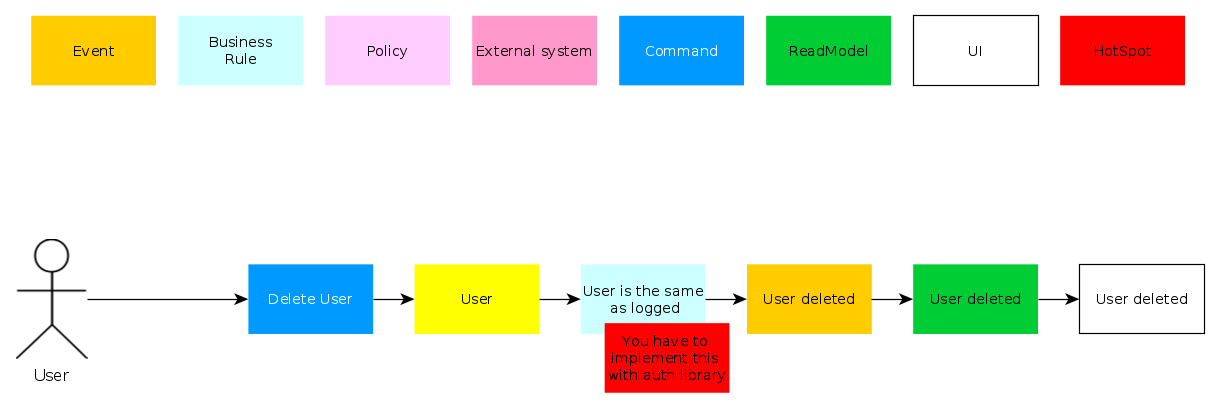 Event
Business
Rule
Policy
External system
Command
ReadModel
UI
HotSpot
Delete User
User
User is the same
as logged
You have to
implement this
with auth library
User deleted
User deleted
User deleted
User